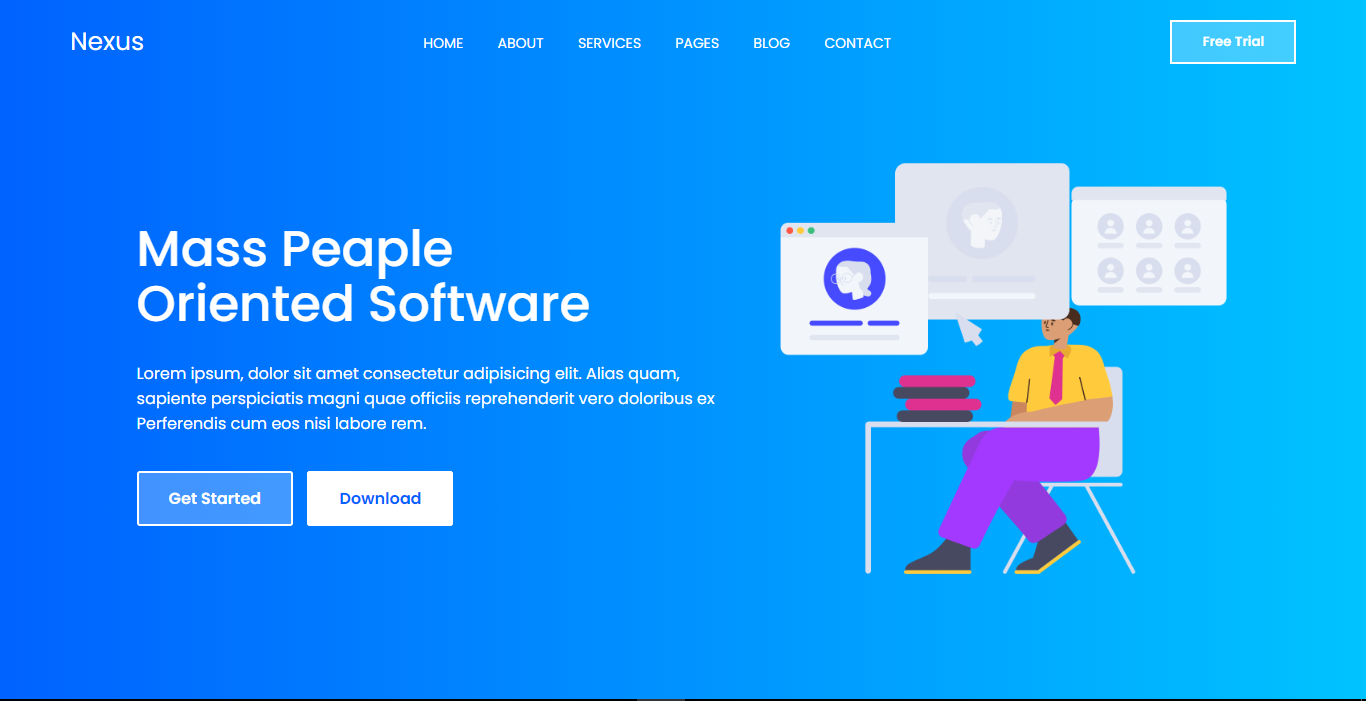 Nexus
HOME ABOUT SERVICES PAGES BLOG CONTACT
Free Trial
Mass Peaple
Oriented Software
Lorem ipsum, dolor sit amet consectetur adipisicing elit. Alias quam,
sapiente perspiciatis magni quae officiis reprehenderit vero doloribus ex
Perferendis cum eos nisi labore rem.
Get Started
Download